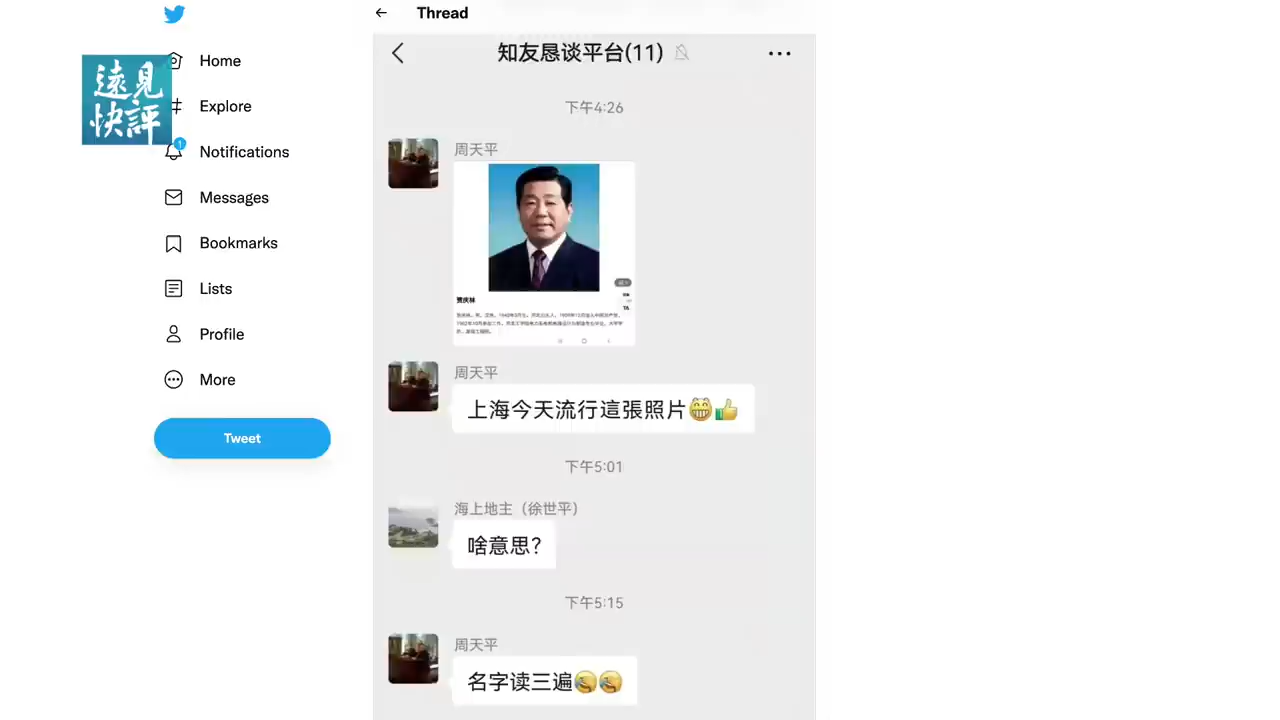 Thread
Home
Explore
1
Notifications
Messages
Bookmarks
Lists
Profile
More
Tweet
遠見
快評
知友恳谈平台(11)
下午4:26
周天平
贾庆林
周天平
上海今天流行這張照片😁👍
下午5:01
海上地主（徐世平）
啥意思?
下午5:15
周天平
名字读三遍🤣🤣